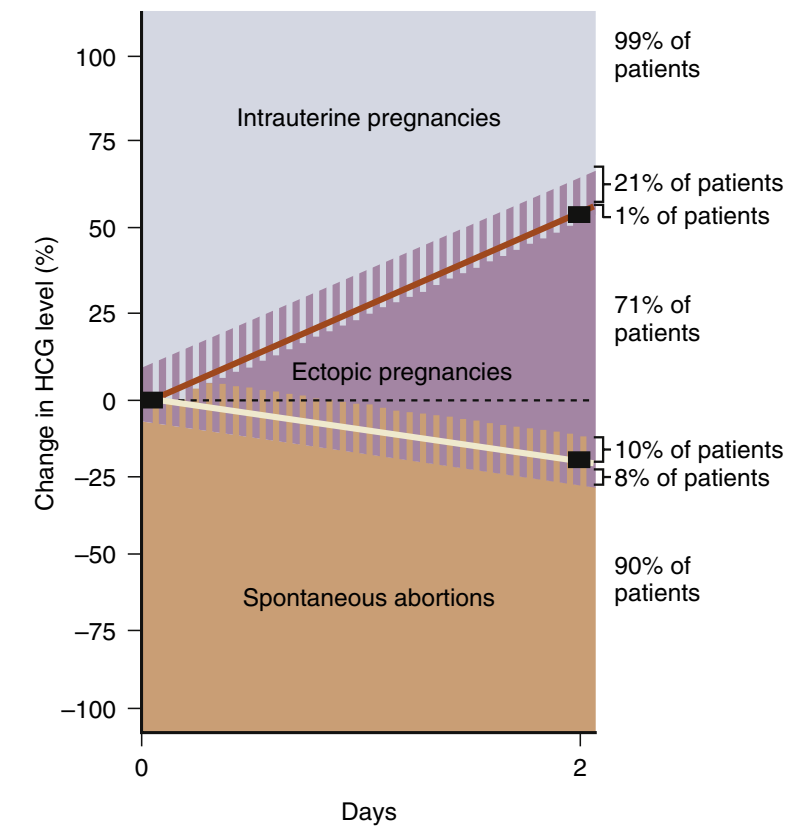 100
75
50
25
0
–25
–50
–75
–100
Change in HCG level (%)
Intrauterine pregnancies
Ectopic pregnancies
Spontaneous abortions
99% of
patients
21% of patients
1% of patients
71% of
patients
10% of patients
8% of patients
90% of
patients
0
2
Days